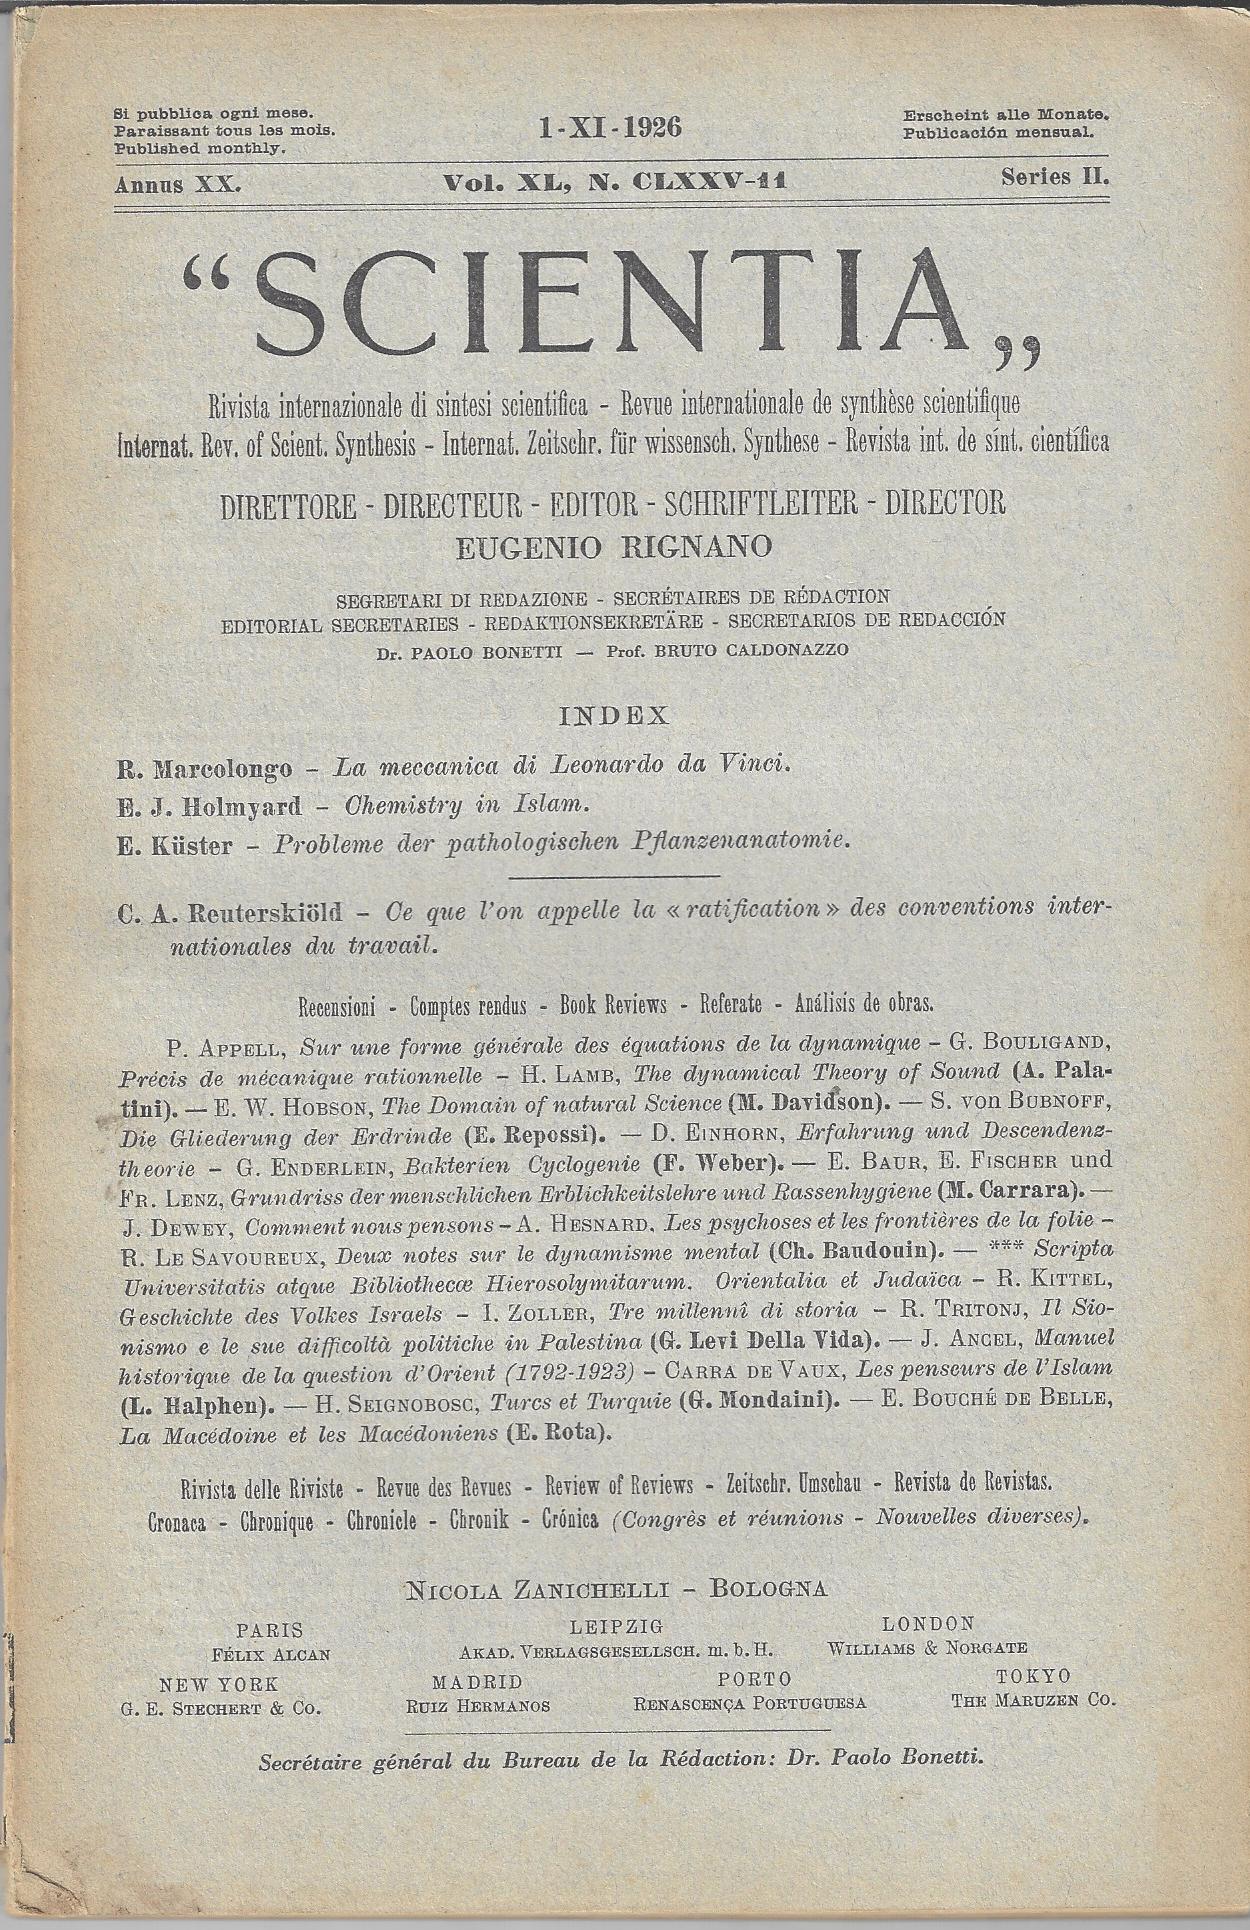 Si pubblica ogni mese.
Paraissant tous les mois.
Published monthly.
1-XI-1926
Erscheint alle Monate.
Publicación mensual.
Annus XX.
Vol. XL, N. CLXXV-11
Series II.
“SCIENTIA„
Rivista internazionale di sintesi scientifica - Revue internationale de synthèse scientifique
Internat. Rev. of Scient. Synthesis - Internat. Zeitschr. für wissensch. Synthese - Revista int. de sínt. científica
DIRETTORE - DIRECTEUR - EDITOR - SCHRIFTLEITER - DIRECTOR
EUGENIO RIGNANO
SEGRETARI DI REDAZIONE - SECRÉTAIRES DE RÉDACTION
EDITORIAL SECRETARIES - REDAKTIONSEKRETÄRE - SECRETARIOS DE REDACCIÓN
Dr. PAOLO BONETTI — Prof. BRUTO CALDONAZZO
INDEX
R. Marcolongo - La meccanica di Leonardo da Vinci.
E. J. Holmyard - Chemistry in Islam.
E. Küster - Probleme der pathologischen Pflanzenanatomie.
C. A. Reuterskiöld - Ce que l'on appelle la « ratification » des conventions inter-
nationales du travail.
Recensioni - Comptes rendus - Book Reviews - Referate - Análisis de obras.
P. APPELL, Sur une forme générale des équations de la dynamique - G. BOULIGAND,
Précis de mécanique rationnelle - H. LAMB, The dynamical Theory of Sound (A. Pala-
tini). — E. W. HOBSON, The Domain of natural Science (M. Davidson). — S. VON BUBNOFF,
Die Gliederung der Erdrinde (E. Repossi). — D. EINHORN, Erfahrung und Descendenz-
theorie - G. ENDERLEIN, Bakterien Cyclogenie (F. Weber). — E. BAUR, E. FISCHER und
FR. LENZ, Grundriss der menschlichen Erblichkeitslehre und Rassenhygiene (M. Carrara). —
J. DEWEY, Comment nous pensons - A. HESNARD. Les psychoses et les frontières de la folie -
R. LE SAVOUREUX, Deux notes sur le dynamisme mental (Ch. Baudouin). — *** Scripta
Universitatis atque Bibliothecæ Hierosolymitarum. Orientalia et Judaïca - R. KITTEL,
Geschichte des Volkes Israels - I. ZOLLER, Tre millennî di storia - R. TRITONJ, Il Sio-
nismo e le sue difficoltà politiche in Palestina (G. Levi Della Vida). — J. ANCEL, Manuel
historique de la question d'Orient (1792-1923) - CARRA DE VAUX, Les penseurs de l'Islam
(L. Halphen). — H. SEIGNOBOSC, Turcs et Turquie (G. Mondaini). — E. BOUCHÉ DE BELLE,
La Macédoine et les Macédoniens (E. Rota).
Rivista delle Riviste - Revue des Revues - Review of Reviews - Zeitschr. Umschau - Revista de Revistas.
Cronaca - Chronique - Chronicle - Chronik - Crónica (Congrès et réunions - Nouvelles diverses).
NICOLA ZANICHELLI - BOLOGNA
PARIS LEIPZIG LONDON
FÉLIX ALCAN AKAD. VERLAGSGESELLSCH. m. b. H. WILLIAMS & NORGATE
NEW YORK MADRID PORTO TOKYO
G. E. STECHERT & Co. RUIZ HERMANOS RENASCENÇA PORTUGUESA THE MARUZEN CO.
Secrétaire général du Bureau de la Rédaction: Dr. Paolo Bonetti.